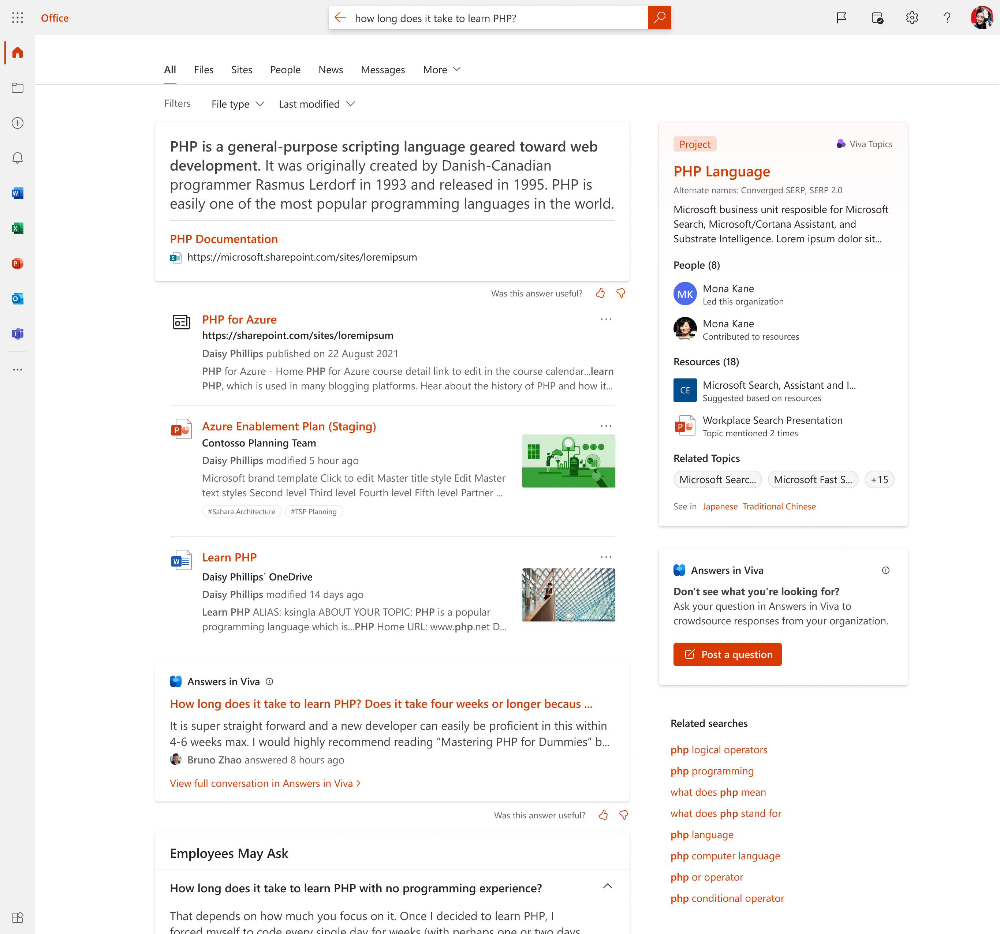 Office
how long does it take to learn PHP?
All Files Sites People News Messages More
Filters File type Last modified
PHP is a general-purpose scripting language geared toward web
development. It was originally created by Danish-Canadian
programmer Rasmus Lerdorf in 1993 and released in 1995. PHP is
easily one of the most popular programming languages in the world.
PHP Documentation
S
https://microsoft.sharepoint.com/sites/loremipsum
Was this answer useful?
PHP for Azure
https://sharepoint.com/sites/loremipsum
Daisy Phillips published on 22 August 2021
PHP for Azure - Home PHP for Azure course detail link to edit in the course calendar...learn
PHP, which is used in many blogging platforms. Hear about the history of PHP and how it...
P
Azure Enablement Plan (Staging)
Contosso Planning Team
Daisy Phillips modified 5 hour ago
Microsoft brand template Click to edit Master title style Edit Master
text styles Second level Third level Fourth level Fifth level Partner ...
#Sahara Architecture #TSP Planning
W
Learn PHP
Daisy Phillips´ OneDrive
Daisy Phillips modified 14 days ago
Learn PHP ALIAS: ksingla ABOUT YOUR TOPIC: PHP is a popular
programming language which is...PHP Home URL: www.php.net D...
Answers in Viva
How long does it take to learn PHP? Does it take four weeks or longer becaus ...
It is super straight forward and a new developer can easily be proficient in this within
4-6 weeks max. I would highly recommend reading “Mastering PHP for Dummies” b...
Bruno Zhao answered 8 hours ago
View full conversation in Answers in Viva
Was this answer useful?
Employees May Ask
How long does it take to learn PHP with no programming experience?
That depends on how much you focus on it. Once I decided to learn PHP, I
forced myself to code every single day for weeks (with perhaps one or two days
Project
Viva Topics
PHP Language
Alternate names: Converged SERP, SERP 2.0
Microsoft business unit resposible for Microsoft
Search, Microsoft/Cortana Assistant, and
Substrate Intelligence. Lorem ipsum dolor sit...
People (8)
MK
Mona Kane
Led this organization
Mona Kane
Contributed to resources
Resources (18)
CE
Microsoft Search, Assistant and I...
Suggested based on resources
P
Workplace Search Presentation
Topic mentioned 2 times
Related Topics
Microsoft Searc... Microsoft Fast S... +15
See in Japanese Traditional Chinese
Answers in Viva
Don't see what you’re looking for?
Ask your question in Answers in Viva to
crowdsource responses from your organization.
Post a question
Related searches
php logical operators
php programming
what does php mean
what does php stand for
php language
php computer language
php or operator
php conditional operator
W
X
P
O
T